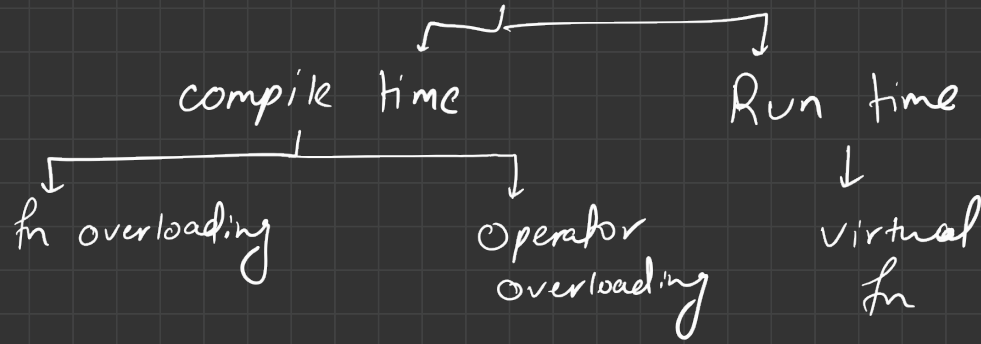 compile time
Run time
fn overloading
operator
overloading
virtual
fn